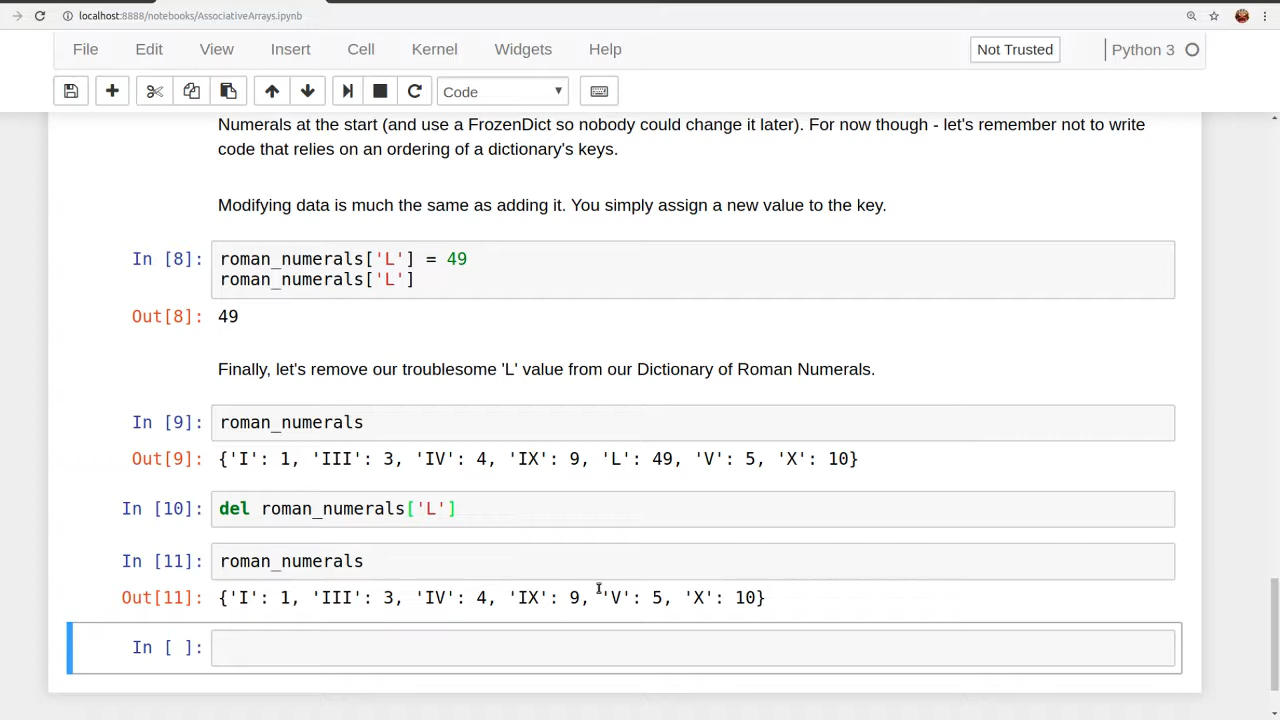 localhost:8888/notebooks/AssociativeArrays.ipynb
File Edit View Insert Cell Kernel Widgets Help Not Trusted Python 3
Code
Numerals at the start (and use a FrozenDict so nobody could change it later). For now though - let's remember not to write
code that relies on an ordering of a dictionary's keys.
Modifying data is much the same as adding it. You simply assign a new value to the key.
In [8]: roman_numerals['L'] = 49
roman_numerals['L']
Out[8]: 49
Finally, let's remove our troublesome 'L' value from our Dictionary of Roman Numerals.
In [9]: roman_numerals
Out[9]: {'I': 1, 'III': 3, 'IV': 4, 'IX': 9, 'L': 49, 'V': 5, 'X': 10}
In [10]: del roman_numerals['L']
In [11]: roman_numerals
Out[11]: {'I': 1, 'III': 3, 'IV': 4, 'IX': 9, 'V': 5, 'X': 10}
In [ ]: